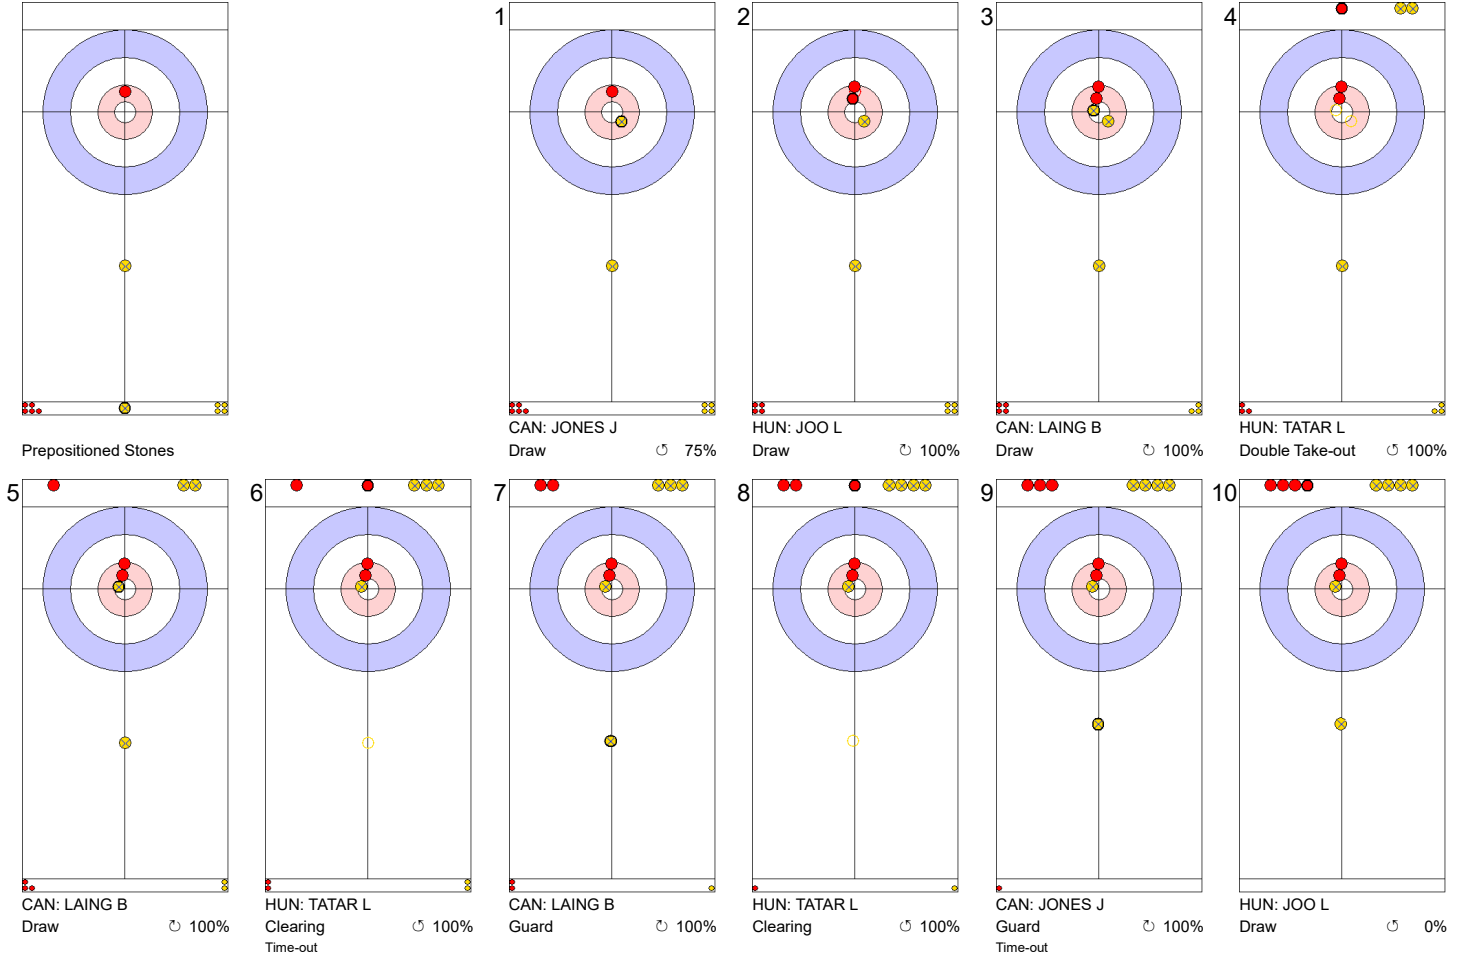 Prepositioned Stones
1
CAN: JONES J
Draw ↺ 75%
2
HUN: JOO L
Draw ↻ 100%
3
CAN: LAING B
Draw ↻ 100%
4
HUN: TATAR L
Double Take-out ↺ 100%
5
CAN: LAING B
Draw ↻ 100%
6
HUN: TATAR L
Clearing ↺ 100%
Time-out
7
CAN: LAING B
Guard ↻ 100%
8
HUN: TATAR L
Clearing ↺ 100%
9
CAN: JONES J
Guard ↻ 100%
Time-out
10
HUN: JOO L
Draw ↺ 0%